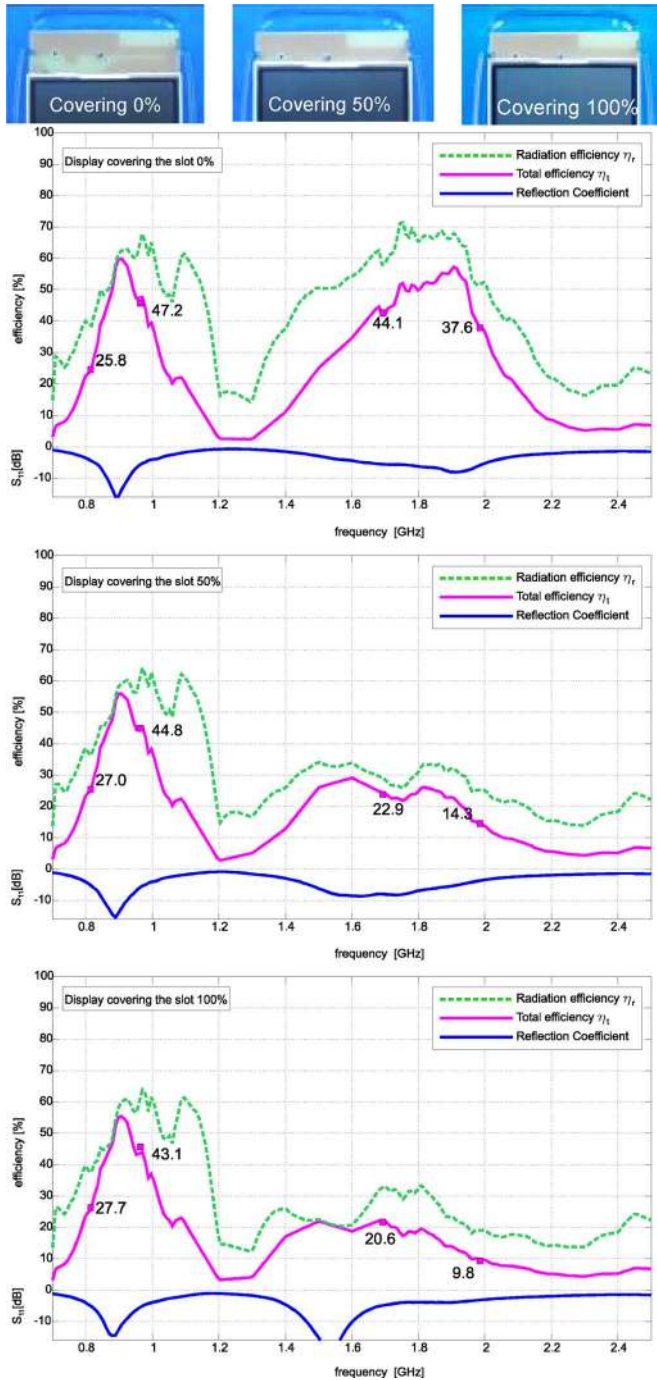 Covering 0%
Covering 50%
Covering 100%
100
90
80
70
60
50
40
30
20
10
0
-10
efficiency [%]
S₁₁[dB]
Display covering the slot 0%
Radiation efficiency ηr
Total efficiency ηt
Reflection Coefficient
25.8
47.2
44.1
37.6
0.8 1 1.2 1.4 1.6 1.8 2 2.2 2.4
frequency [GHz]
100
90
80
70
60
50
40
30
20
10
0
-10
efficiency [%]
S₁₁[dB]
Display covering the slot 50%
Radiation efficiency ηr
Total efficiency ηt
Reflection Coefficient
27.0
44.8
22.9
14.3
0.8 1 1.2 1.4 1.6 1.8 2 2.2 2.4
frequency [GHz]
100
90
80
70
60
50
40
30
20
10
0
-10
efficiency [%]
S₁₁[dB]
Display covering the slot 100%
Radiation efficiency ηr
Total efficiency ηt
Reflection Coefficient
27.7
43.1
20.6
9.8
0.8 1 1.2 1.4 1.6 1.8 2 2.2 2.4
frequency [GHz]